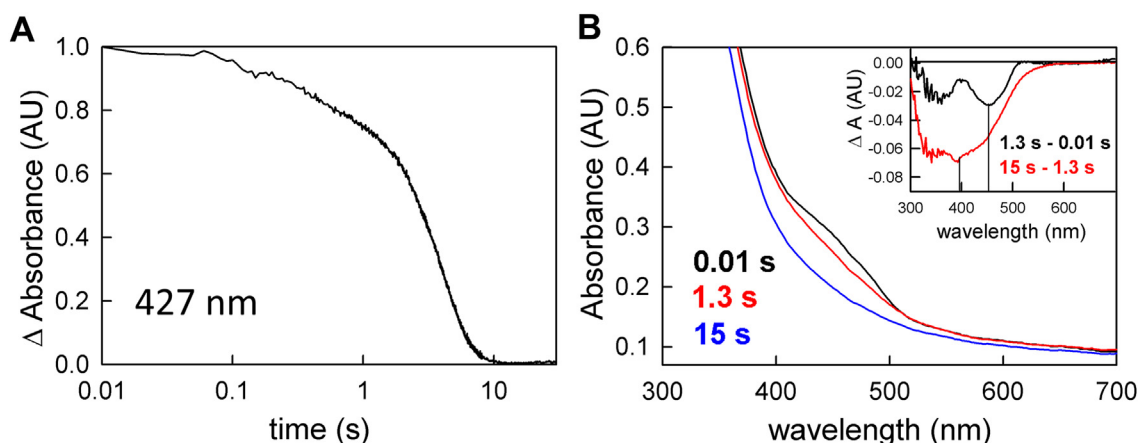 A
Δ Absorbance (AU)
1.0
0.8
0.6
0.4
0.2
0.0
427 nm
0.01
0.1
1
10
time (s)
B
Absorbance (AU)
0.6
0.5
0.4
0.3
0.2
0.1
0.01 s
1.3 s
15 s
300
400
500
600
700
wavelength (nm)
Δ A (AU)
0.00
-0.02
-0.04
-0.06
-0.08
1.3 s - 0.01 s
15 s - 1.3 s
300
400
500
600
wavelength (nm)